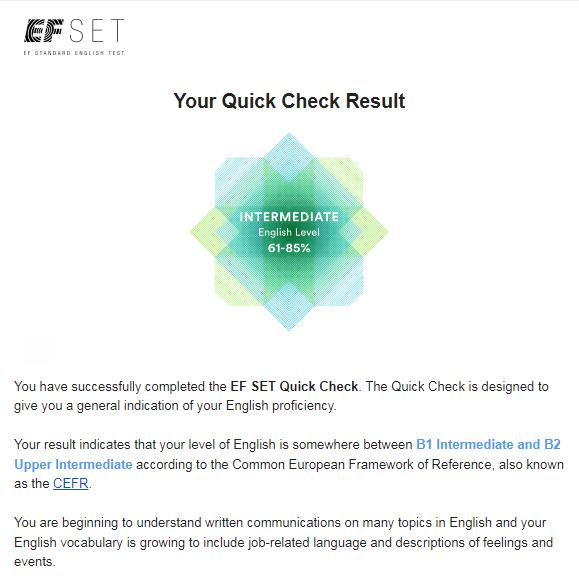 EF SET
EF STANDARD ENGLISH TEST
Your Quick Check Result
INTERMEDIATE
English Level
61-85%
You have successfully completed the EF SET Quick Check. The Quick Check is designed to
give you a general indication of your English proficiency.
Your result indicates that your level of English is somewhere between B1 Intermediate and B2
Upper Intermediate according to the Common European Framework of Reference, also known
as the CEFR.
You are beginning to understand written communications on many topics in English and your
English vocabulary is growing to include job-related language and descriptions of feelings and
events.